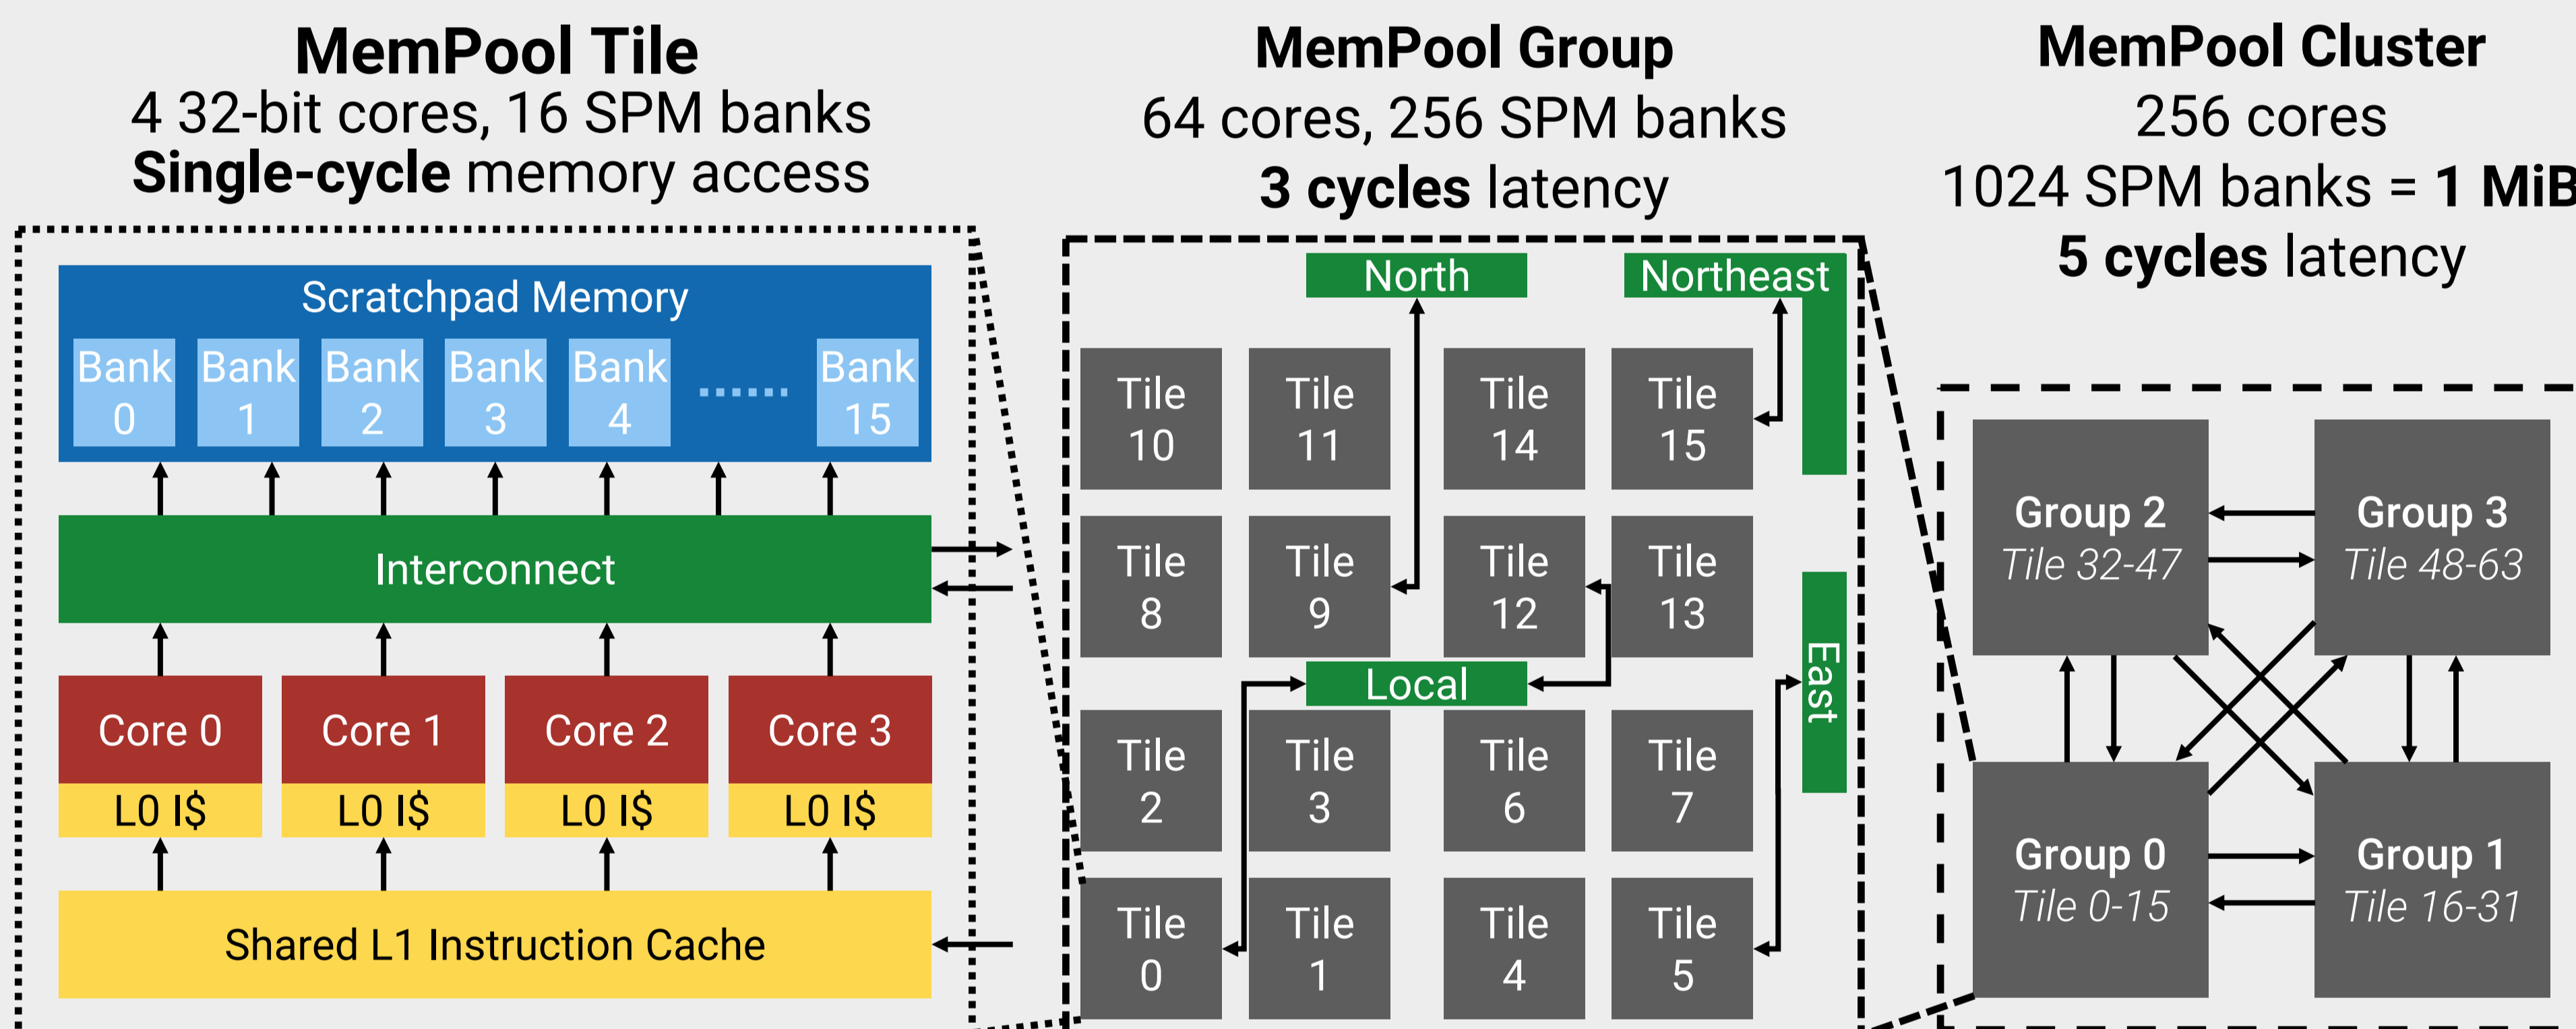 MemPool Tile
4 32-bit cores, 16 SPM banks
Single-cycle memory access
Scratchpad Memory
Bank 0
Bank 1
Bank 2
Bank 3
Bank 4
.......
Bank 15
Interconnect
Core 0
Core 1
Core 2
Core 3
L0 I$
L0 I$
L0 I$
L0 I$
Shared L1 Instruction Cache
MemPool Group
64 cores, 256 SPM banks
3 cycles latency
North
Northeast
Tile 10
Tile 11
Tile 14
Tile 15
Tile 8
Tile 9
Tile 12
Tile 13
Local
East
Tile 2
Tile 3
Tile 6
Tile 7
Tile 0
Tile 1
Tile 4
Tile 5
MemPool Cluster
256 cores
1024 SPM banks = 1 MiB
5 cycles latency
Group 2
Tile 32-47
Group 3
Tile 48-63
Group 0
Tile 0-15
Group 1
Tile 16-31